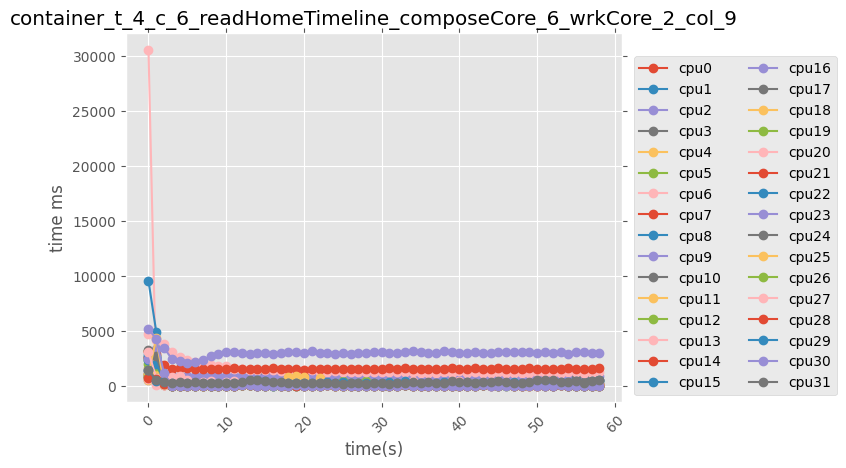 container_t_4_c_6_readHomeTimeline_composeCore_6_wrkCore_2_col_9
time ms
30000
25000
20000
15000
10000
5000
0
0
10
20
30
40
50
60
time(s)
cpu0
cpu1
cpu2
cpu3
cpu4
cpu5
cpu6
cpu7
cpu8
cpu9
cpu10
cpu11
cpu12
cpu13
cpu14
cpu15
cpu16
cpu17
cpu18
cpu19
cpu20
cpu21
cpu22
cpu23
cpu24
cpu25
cpu26
cpu27
cpu28
cpu29
cpu30
cpu31